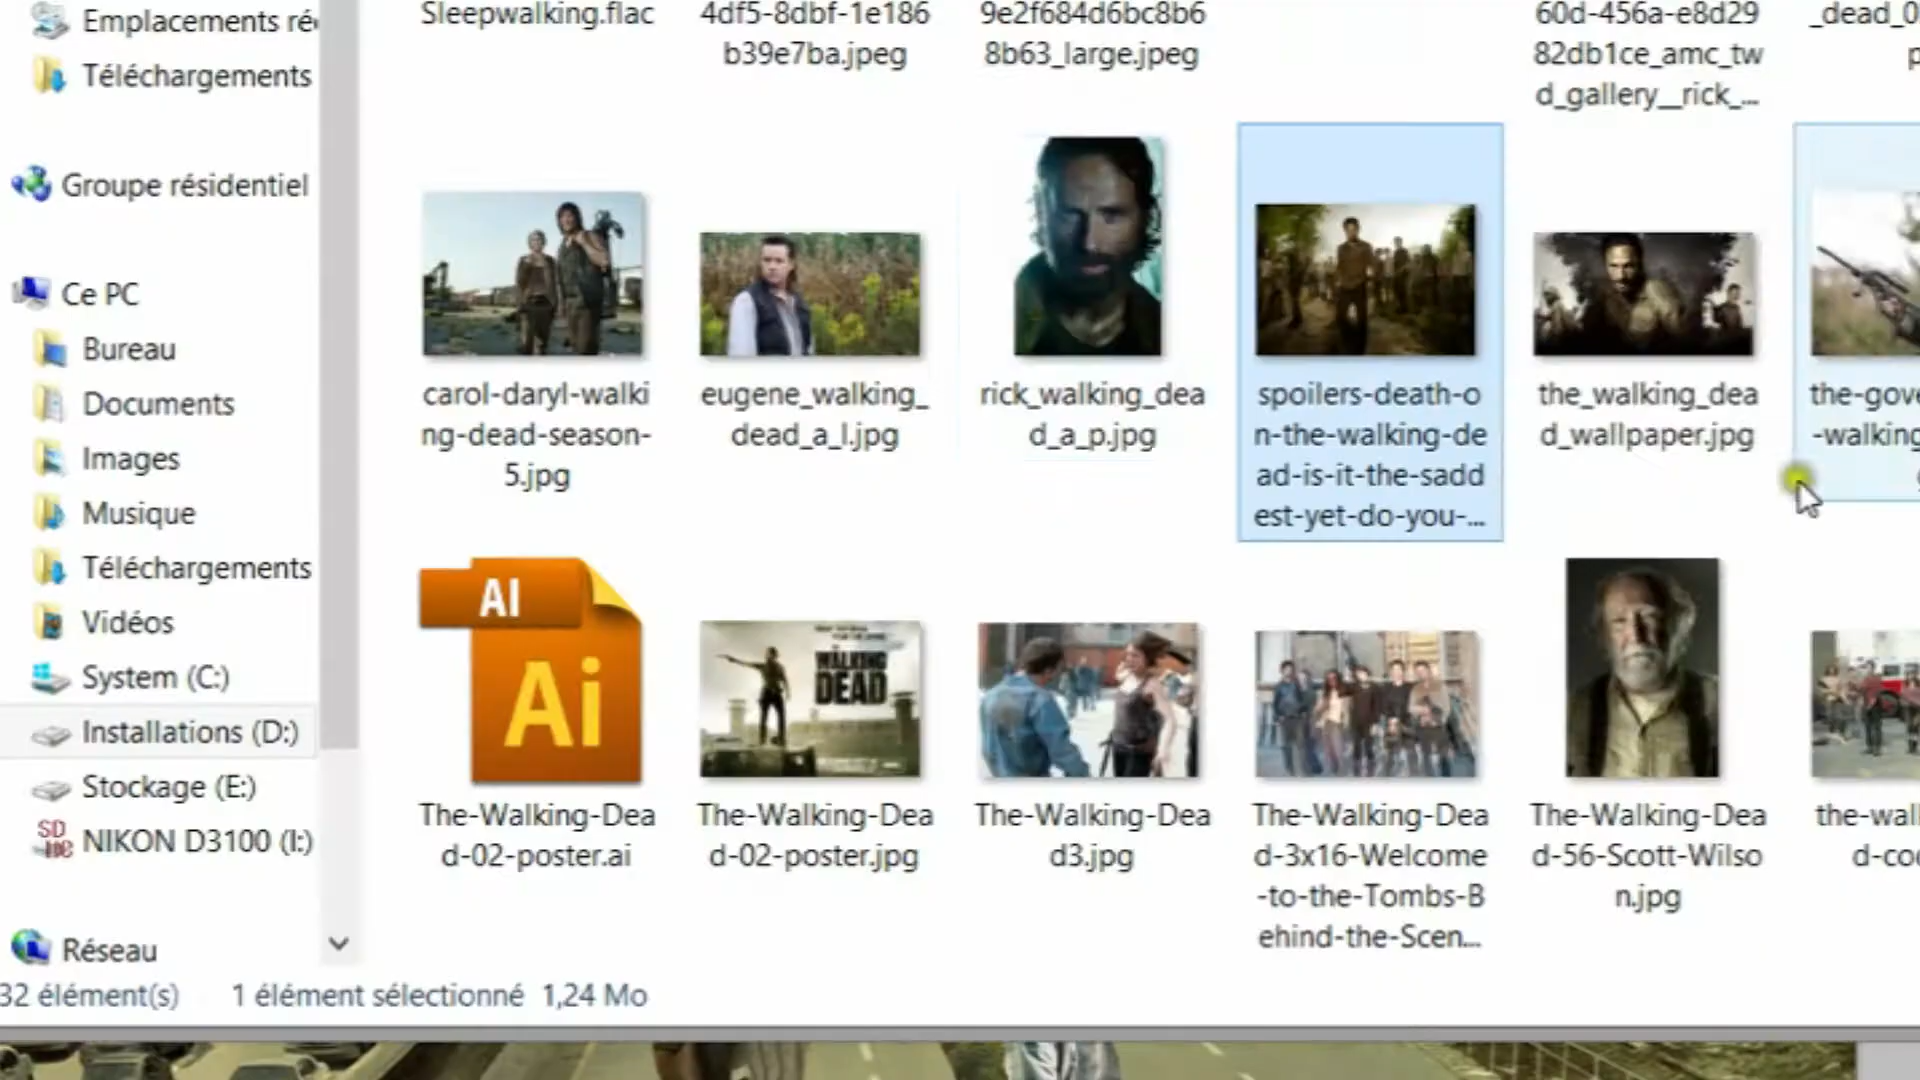 Emplacements ré
Téléchargements
Groupe résidentiel
Ce PC
Bureau
Documents
Images
Musique
Téléchargements
Vidéos
System (C:)
Installations (D:)
Stockage (E:)
NIKON D3100 (I:)
Réseau
Sleepwalking.flac
4df5-8dbf-1e186
b39e7ba.jpeg
9e2f684d6bc8b6
8b63_large.jpeg
60d-456a-e8d29
82db1ce_amc_tw
d_gallery__rick_...
_dead_0
p
carol-daryl-walki
ng-dead-season-
5.jpg
eugene_walking_
dead_a_l.jpg
rick_walking_dea
d_a_p.jpg
spoilers-death-o
n-the-walking-de
ad-is-it-the-sadd
est-yet-do-you-...
the_walking_dea
d_wallpaper.jpg
the-gove
-walking
AI
Ai
The-Walking-Dea
d-02-poster.ai
WALKING
DEAD
The-Walking-Dea
d-02-poster.jpg
The-Walking-Dea
d3.jpg
The-Walking-Dea
d-3x16-Welcome
-to-the-Tombs-B
ehind-the-Scen...
The-Walking-Dea
d-56-Scott-Wilso
n.jpg
the-wal
d-co
32 élément(s)
1 élément sélectionné 1,24 Mo